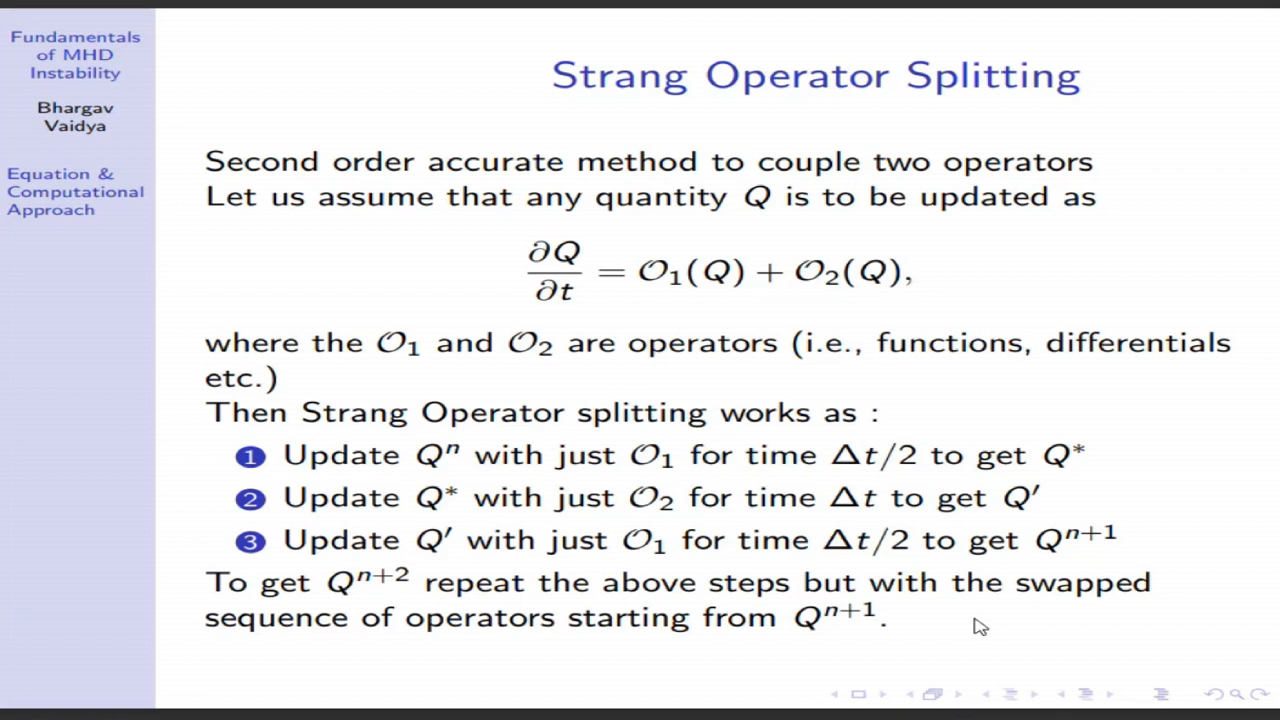 Fundamentals
of MHD
Instability
Bhargav
Vaidya
Equation &
Computational
Approach
Strang Operator Splitting
Second order accurate method to couple two operators
Let us assume that any quantity Q is to be updated as
∂Q/∂t = 𝒪₁(Q) + 𝒪₂(Q),
where the 𝒪₁ and 𝒪₂ are operators (i.e., functions, differentials
etc.)
Then Strang Operator splitting works as :
1 Update Qⁿ with just 𝒪₁ for time Δt/2 to get Q*
2 Update Q* with just 𝒪₂ for time Δt to get Q′
3 Update Q′ with just 𝒪₁ for time Δt/2 to get Qⁿ⁺¹
To get Qⁿ⁺² repeat the above steps but with the swapped
sequence of operators starting from Qⁿ⁺¹.